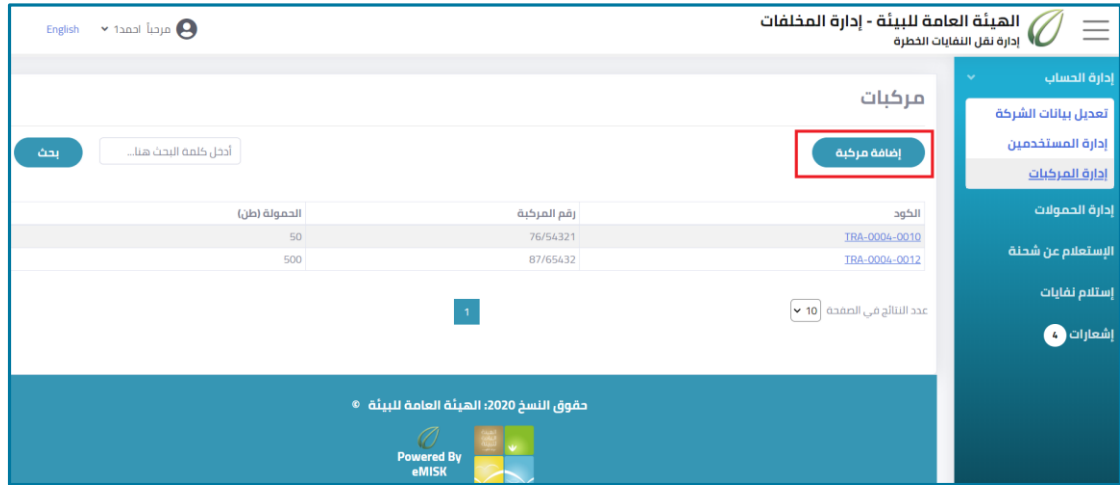 الهيئة العامة للبيئة - إدارة المخلفات
إدارة نقل النفايات الخطرة
مرحباً احمد1
English
إدارة الحساب
تعديل بيانات الشركة
إدارة المستخدمين
إدارة المركبات
إدارة الحمولات
الإستعلام عن شحنة
إستلام نفايات
إشعارات 4
مركبات
إضافة مركبة
أدخل كلمة البحث هنا...
بحث
الكود رقم المركبة الحمولة (طن)
TRA-0004-0010 76/54321 50
TRA-0004-0012 87/65432 500
عدد النتائج في الصفحة 10
1
حقوق النسخ 2020: الهيئة العامة للبيئة ©
Powered By
eMISK